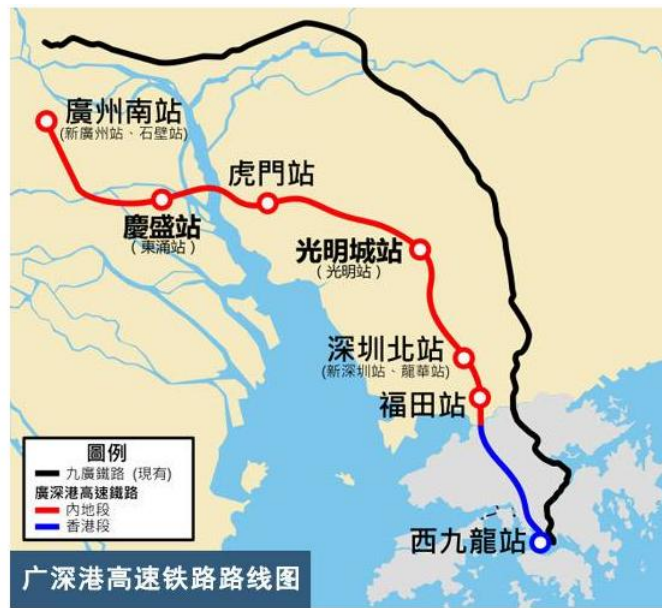 廣州南站
(新廣州站、石壁站)
虎門站
慶盛站
(東涌站)
光明城站
(光明站)
深圳北站
(新深圳站、龍華站)
福田站
圖例
九廣鐵路 (現有)
廣深港高速鐵路
內地段
香港段
西九龍站
广深港高速铁路路线图